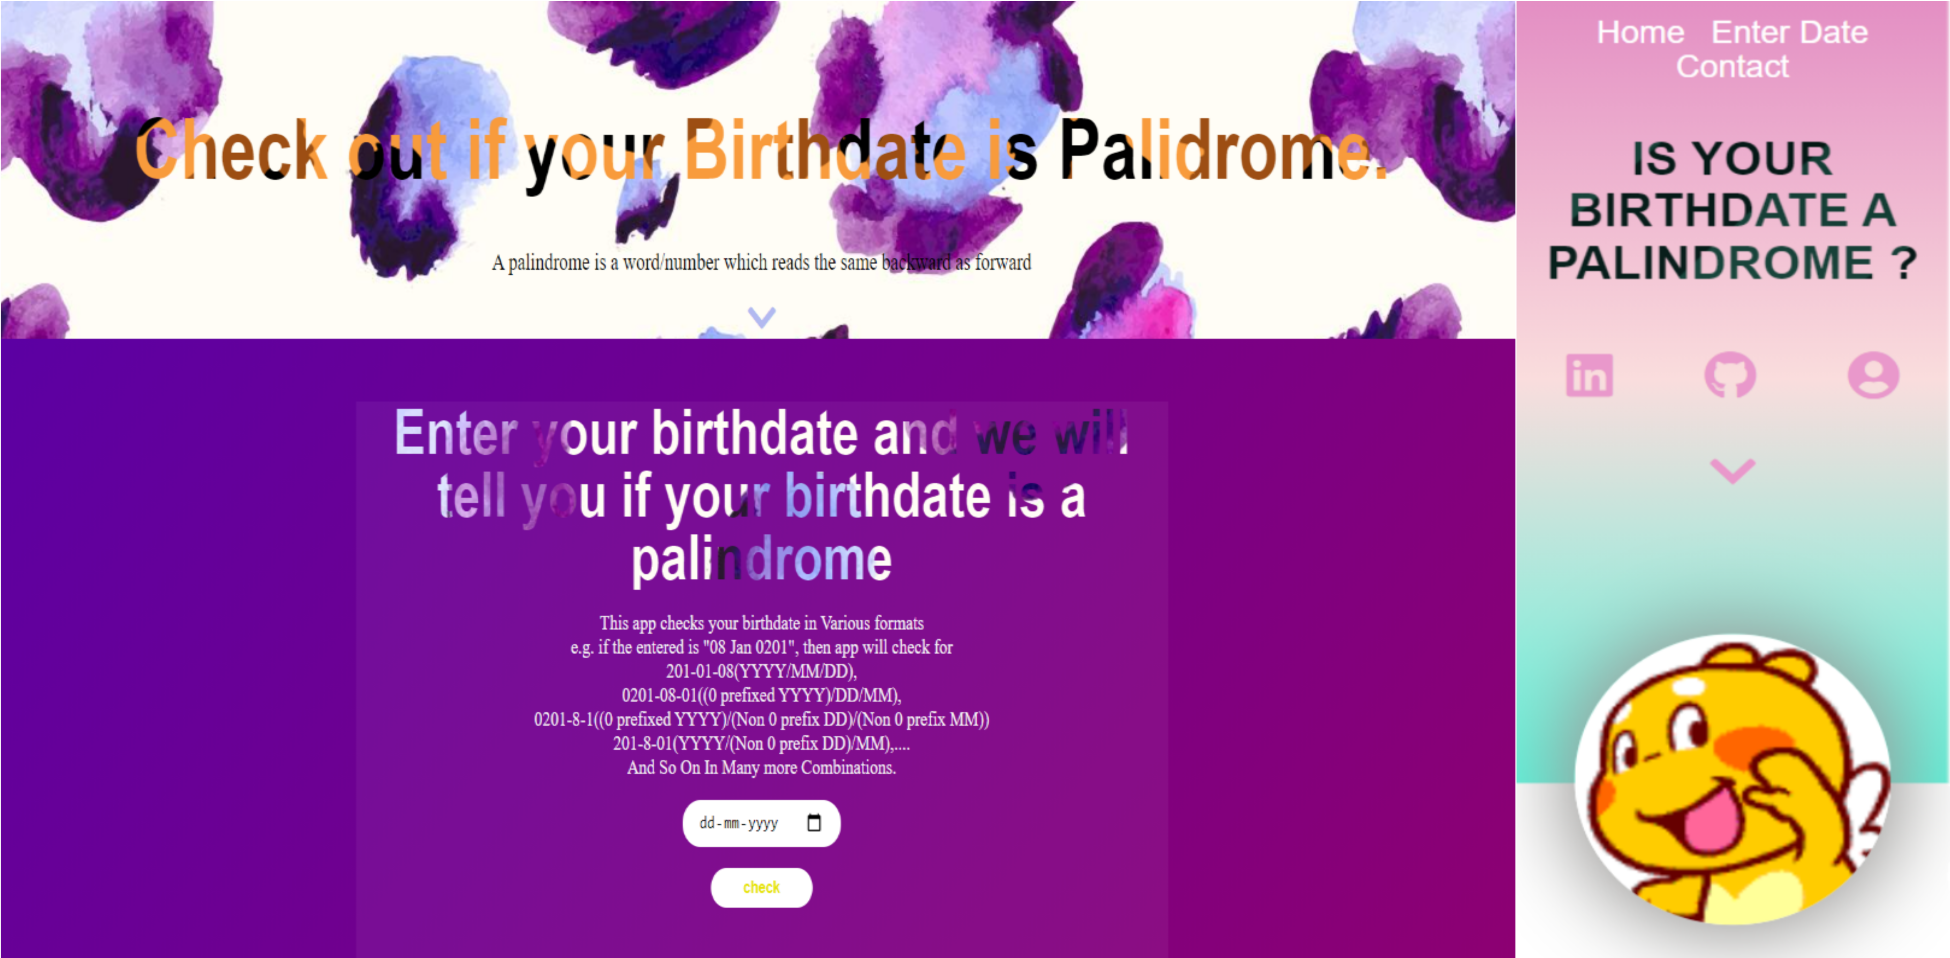 Check out if your Birthdate is Palidrome.
A palindrome is a word/number which reads the same backward as forward
Enter your birthdate and we will
tell you if your birthdate is a
palindrome
This app checks your birthdate in Various formats
e.g. if the entered is "08 Jan 0201", then app will check for
201-01-08(YYYY/MM/DD),
0201-08-01((0 prefixed YYYY)/DD/MM),
0201-8-1((0 prefixed YYYY)/(Non 0 prefix DD)/(Non 0 prefix MM))
201-8-01(YYYY/(Non 0 prefix DD)/MM),....
And So On In Many more Combinations.
dd-mm-yyyy
check
Home Enter Date
Contact
IS YOUR
BIRTHDATE A
PALINDROME ?
in